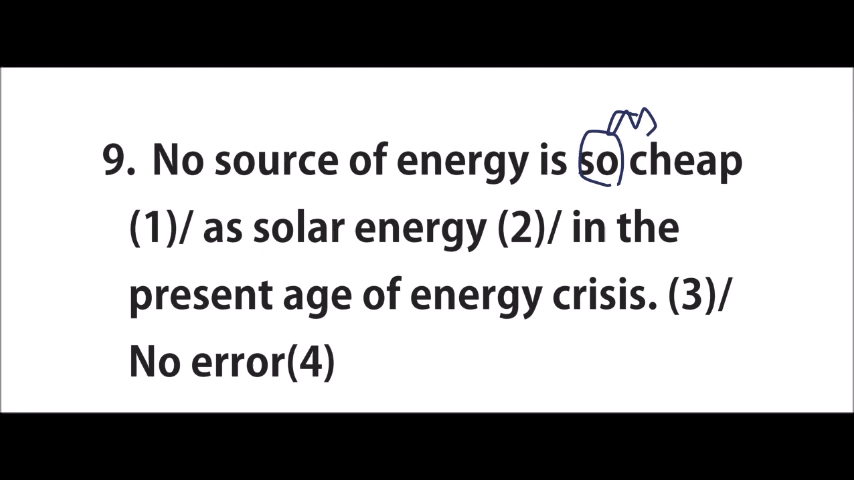 9. No source of energy is so cheap
(1)/ as solar energy (2)/ in the
present age of energy crisis. (3)/
No error(4)